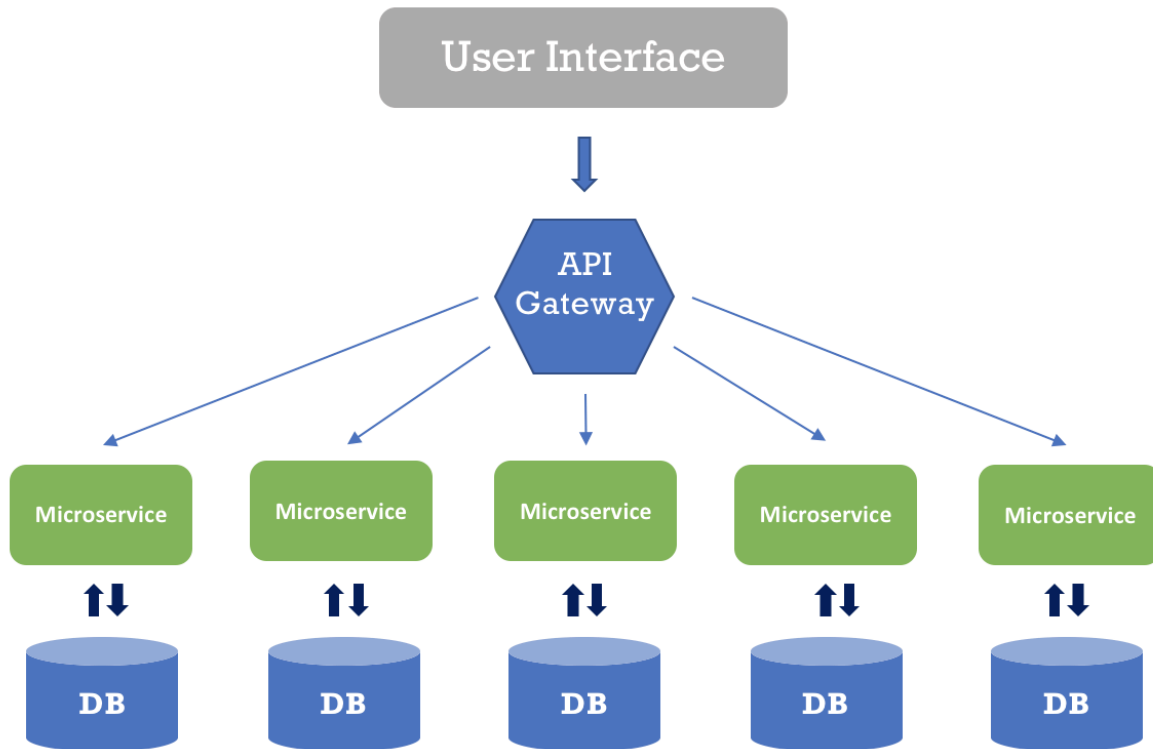 User Interface
API
Gateway
Microservice
Microservice
Microservice
Microservice
Microservice
DB
DB
DB
DB
DB